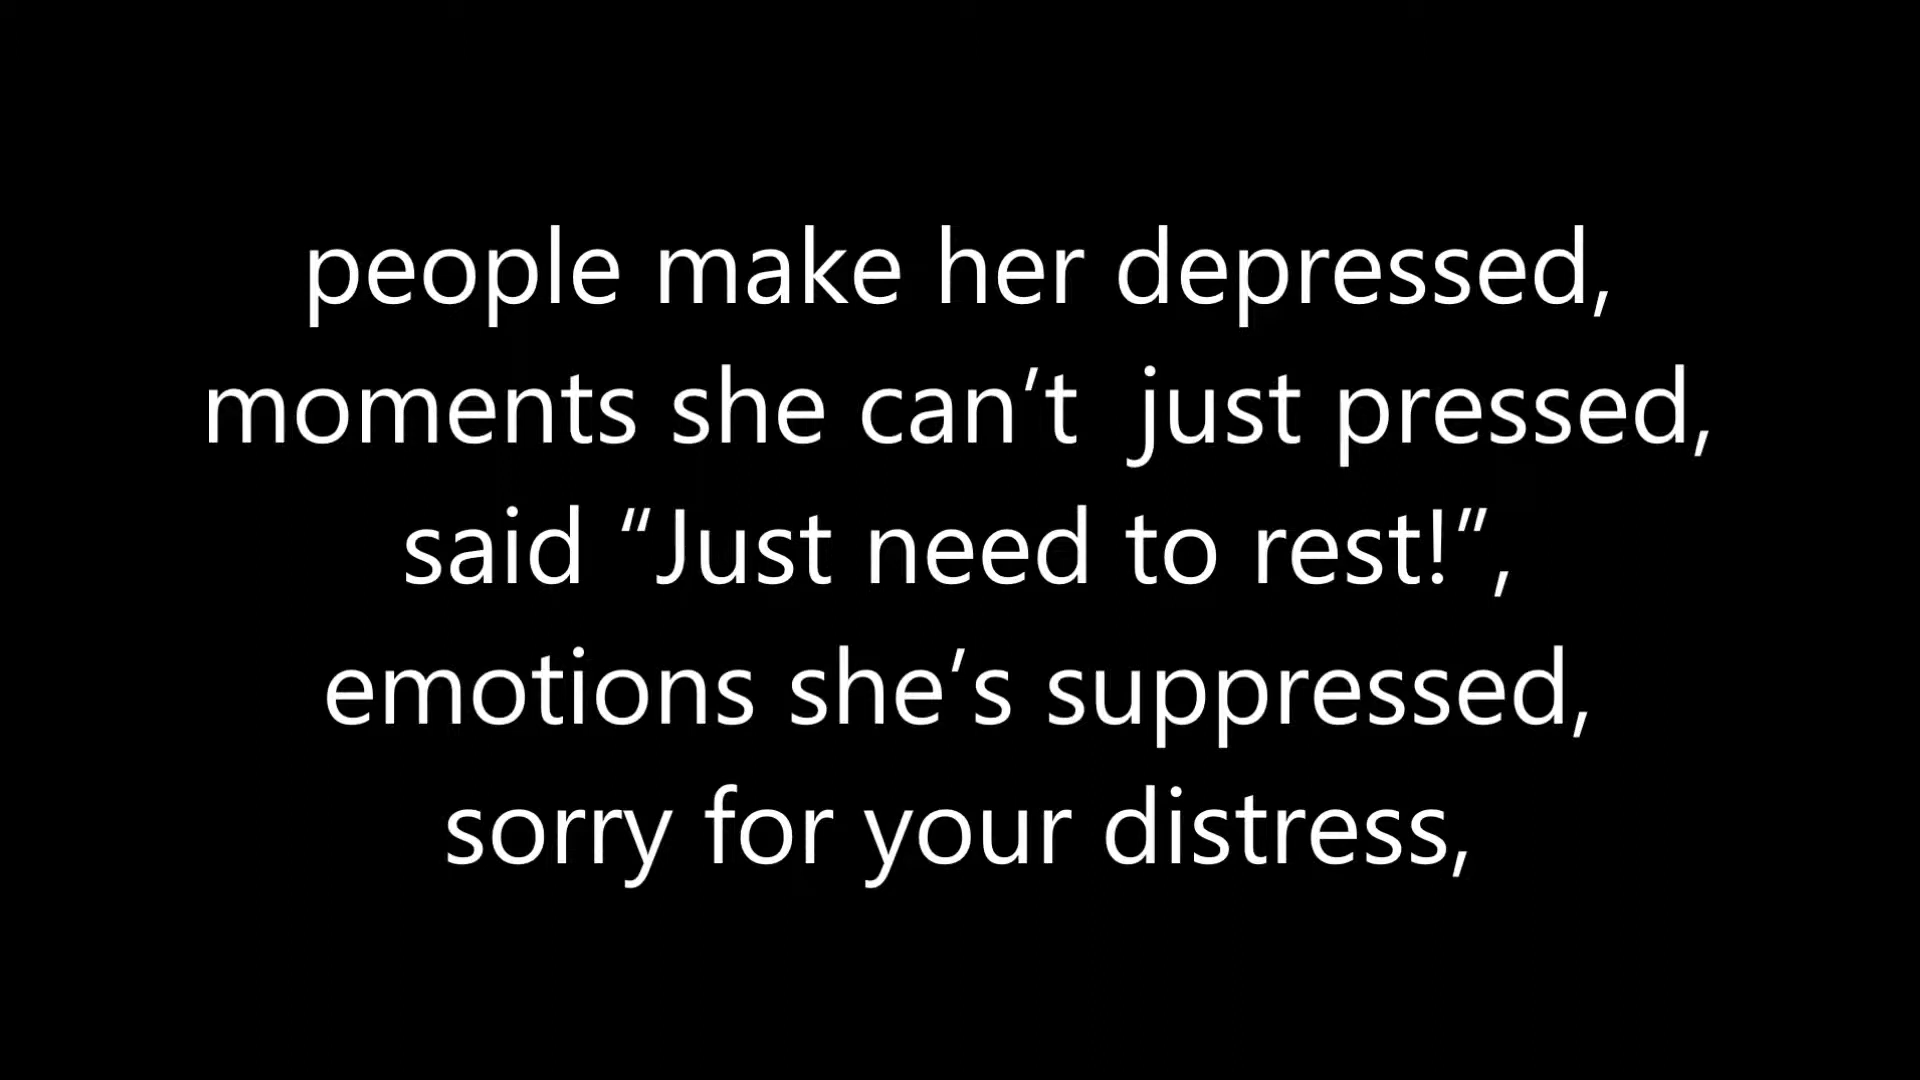 people make her depressed,
moments she can’t  just pressed,
said “Just need to rest!”,
emotions she’s suppressed,
sorry for your distress,